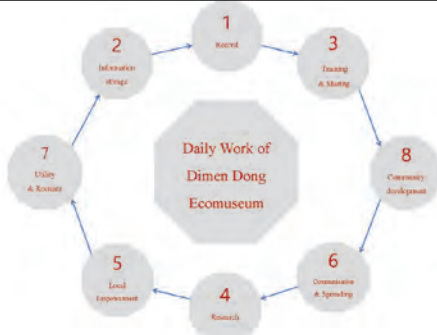 1
Record
3
Training
& Sharing
8
Community
development
6
& Spreading
4
Research
5
Local
Empowerment
7
Utility
& Recreate
2
Information
storage
Daily Work of
Dimen Dong
Ecomuseum